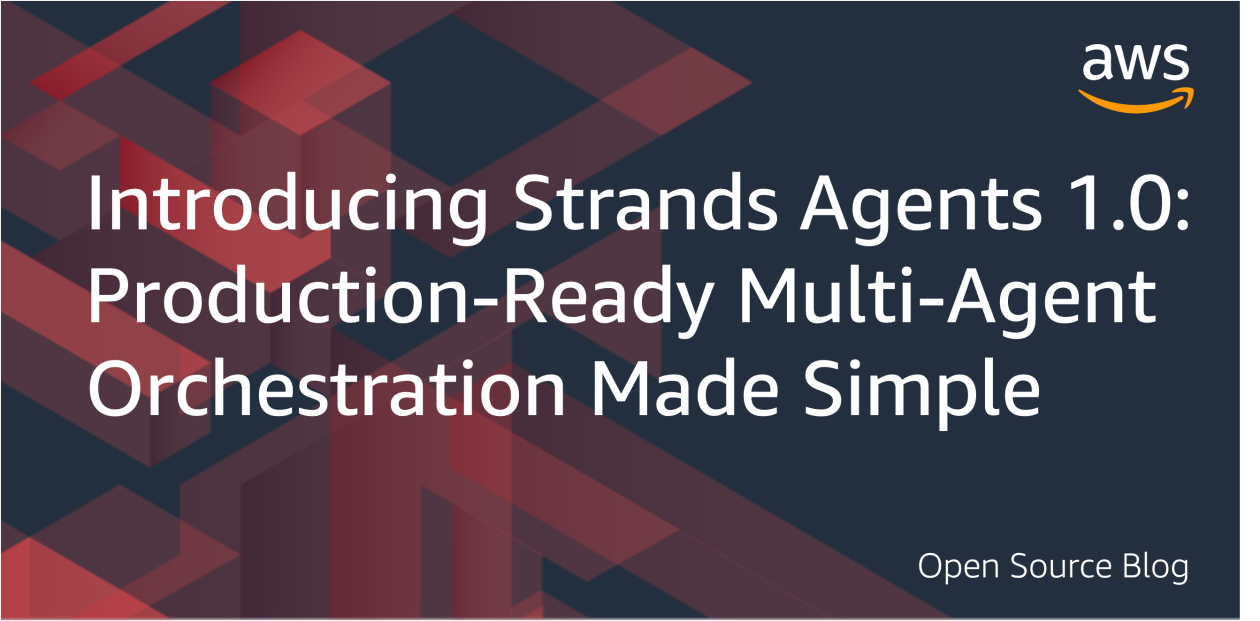 aws
Introducing Strands Agents 1.0:
Production-Ready Multi-Agent
Orchestration Made Simple
Open Source Blog